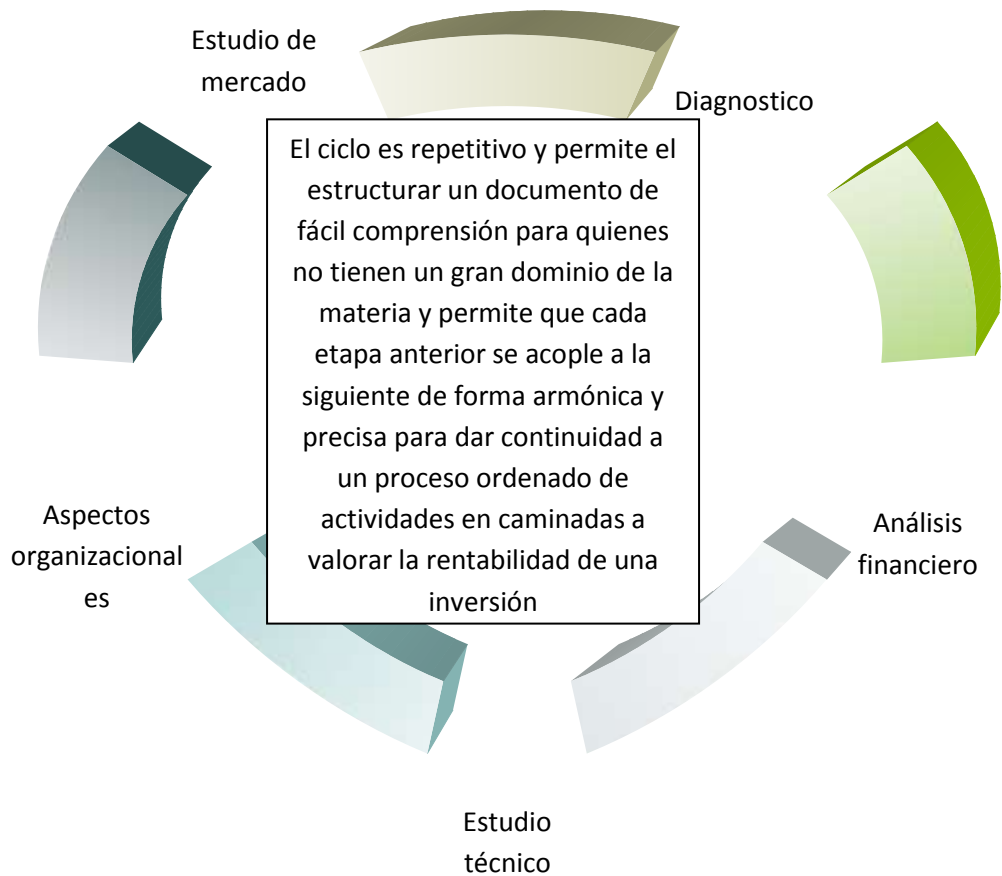 Estudio de
mercado
Diagnostico
El ciclo es repetitivo y permite el
estructurar un documento de
fácil comprensión para quienes
no tienen un gran dominio de la
materia y permite que cada
etapa anterior se acople a la
siguiente de forma armónica y
precisa para dar continuidad a
un proceso ordenado de
actividades en caminadas a
valorar la rentabilidad de una
inversión
Aspectos
organizacional
es
Análisis
financiero
Estudio
técnico